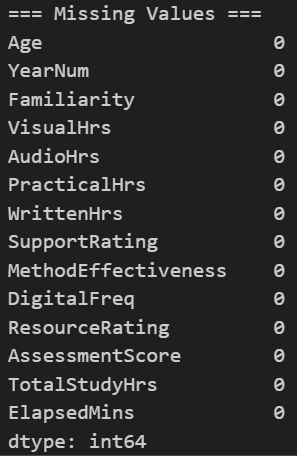 === Missing Values ===
Age                    0
YearNum                0
Familiarity            0
VisualHrs              0
AudioHrs               0
PracticalHrs           0
WrittenHrs             0
SupportRating          0
MethodEffectiveness    0
DigitalFreq            0
ResourceRating         0
AssessmentScore        0
TotalStudyHrs          0
ElapsedMins            0
dtype: int64